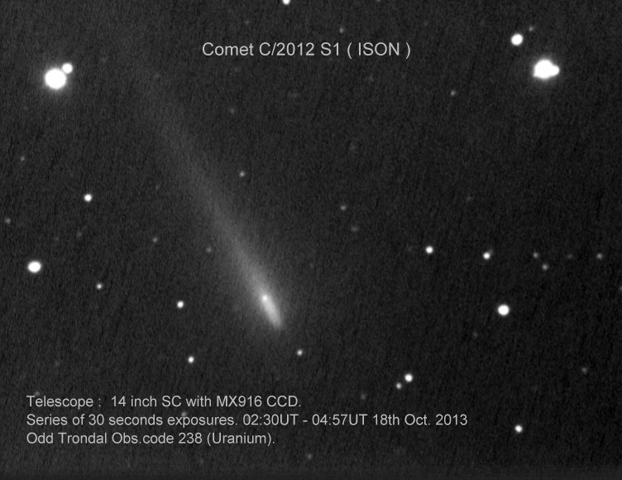 Comet C/2012 S1 ( ISON )
Telescope : 14 inch SC with MX916 CCD.
Series of 30 seconds exposures. 02:30UT - 04:57UT 18th Oct. 2013
Odd Trondal Obs.code 238 (Uranium).